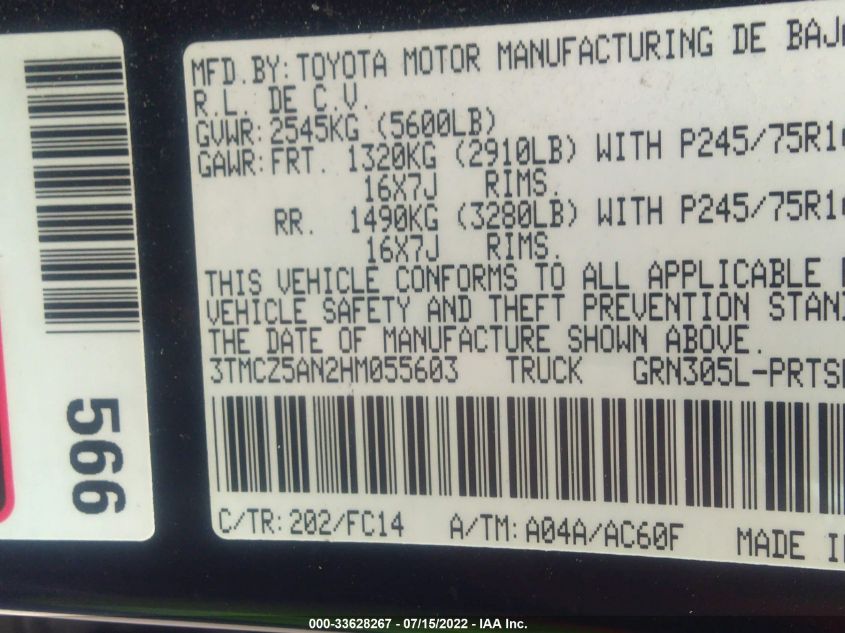 MFD.BY: TOYOTA MOTOR MANUFACTURING DE
R.L. DE C.V.
GVWR: 2545KG (5600LB)
GAWR: FRT. 1320KG (2910LB) WITH P245/75R1
16X7J RIMS.
RR. 1490KG (3280LB) WITH P245/75R1
16X7J RIMS.
THIS VEHICLE CONFORMS TO ALL APPLICABLE
VEHICLE SAFETY AND THEFT PREVENTION
THE DATE OF MANUFACTURE SHOWN ABOVE.
3TMCZ5AN2HM055603 TRUCK GRN305L-PRTS
C/TR: 202/FC14 A/TM: A04A/AC60F MADE
566
000-33628267 - 07/15/2022 - IAA Inc.